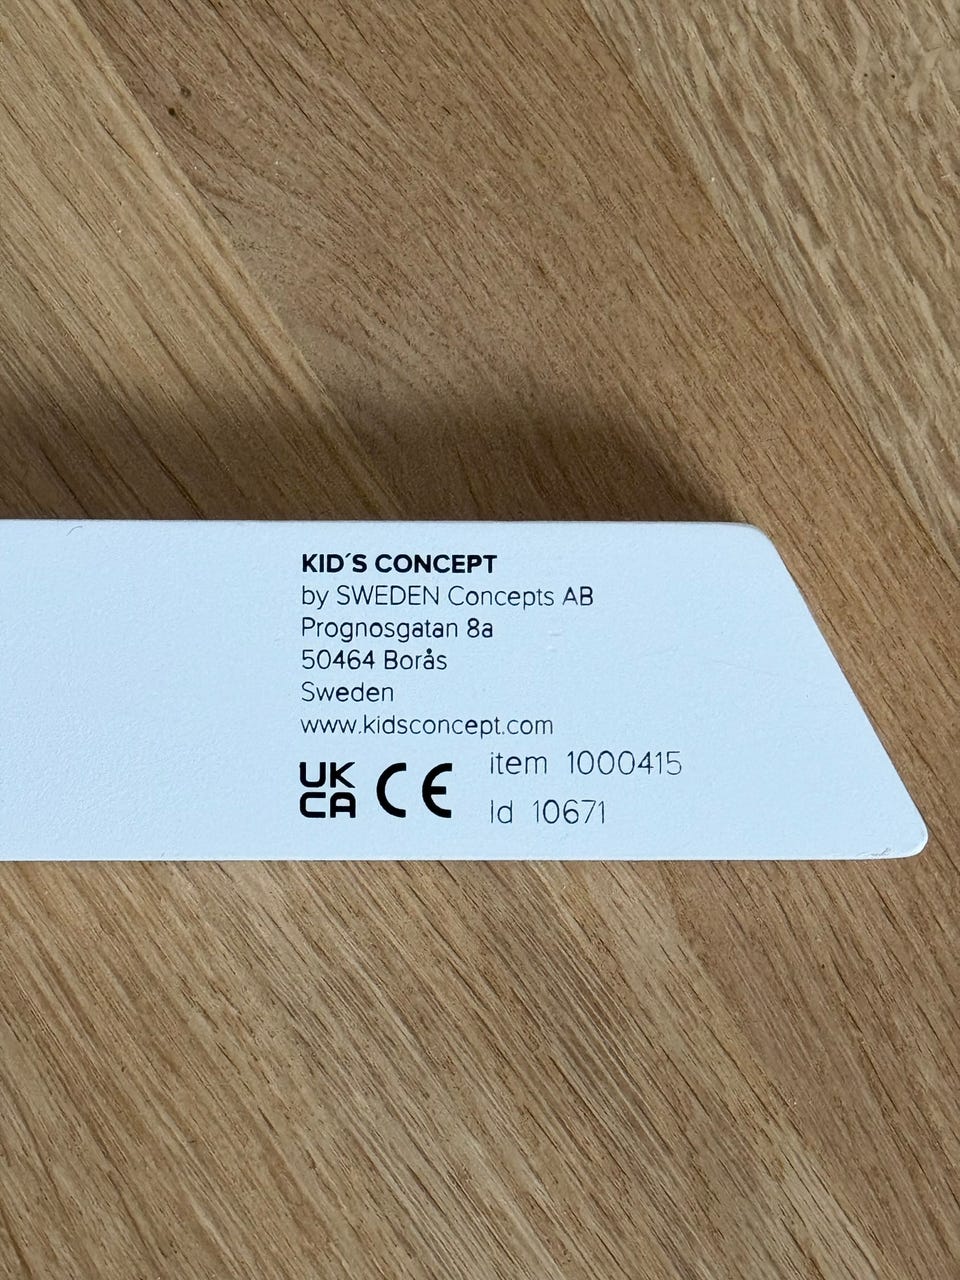 KID´S CONCEPT
by SWEDEN Concepts AB
Prognosgatan 8a
50464 Borås
Sweden
www.kidsconcept.com
UK
CA
CE
item 1000415
Id 10671